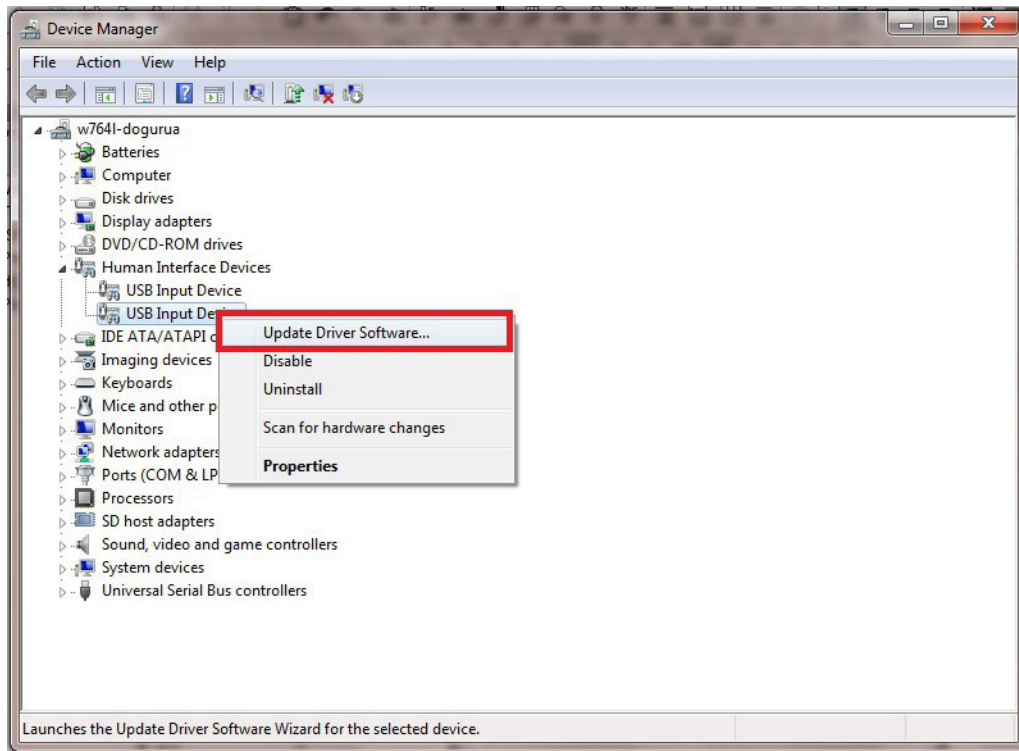 Device Manager
File Action View Help
w764l-dogurua
Batteries
Computer
Disk drives
Display adapters
DVD/CD-ROM drives
Human Interface Devices
USB Input Device
USB Input De
Update Driver Software...
IDE ATA/ATAPI
Disable
Imaging devices
Uninstall
Keyboards
Mice and other p
Scan for hardware changes
Monitors
Network adapters
Properties
Ports (COM & LP
Processors
SD host adapters
Sound, video and game controllers
System devices
Universal Serial Bus controllers
Launches the Update Driver Software Wizard for the selected device.